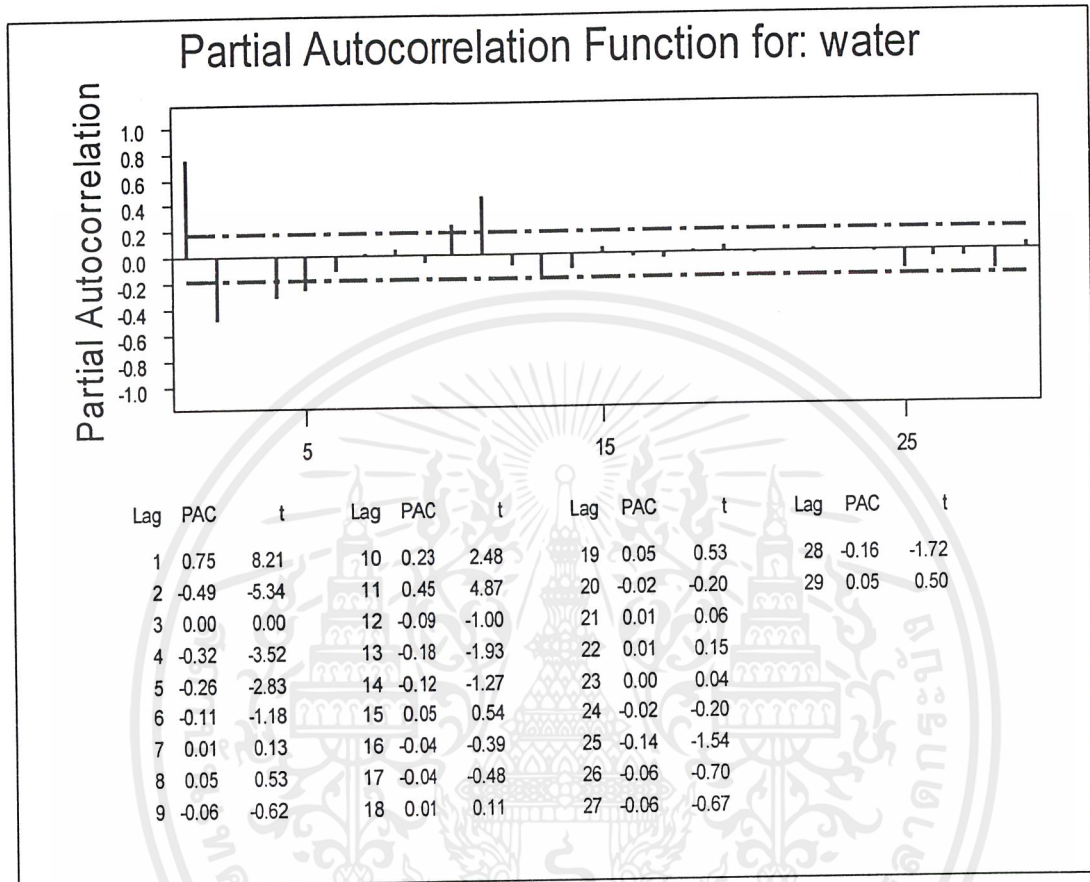 Partial Autocorrelation Function for: water
Partial Autocorrelation
1.0
0.8
0.6
0.4
0.2
0.0
-0.2
-0.4
-0.6
-0.8
-1.0
5 15 25
Lag PAC t Lag PAC t Lag PAC t Lag PAC t
1 0.75 8.21 10 0.23 2.48 19 0.05 0.53 28 -0.16 -1.72
2 -0.49 -5.34 11 0.45 4.87 20 -0.02 -0.20 29 0.05 0.50
3 0.00 0.00 12 -0.09 -1.00 21 0.01 0.06
4 -0.32 -3.52 13 -0.18 -1.93 22 0.01 0.15
5 -0.26 -2.83 14 -0.12 -1.27 23 0.00 0.04
6 -0.11 -1.18 15 0.05 0.54 24 -0.02 -0.20
7 0.01 0.13 16 -0.04 -0.39 25 -0.14 -1.54
8 0.05 0.53 17 -0.04 -0.48 26 -0.06 -0.70
9 -0.06 -0.62 18 0.01 0.11 27 -0.06 -0.67